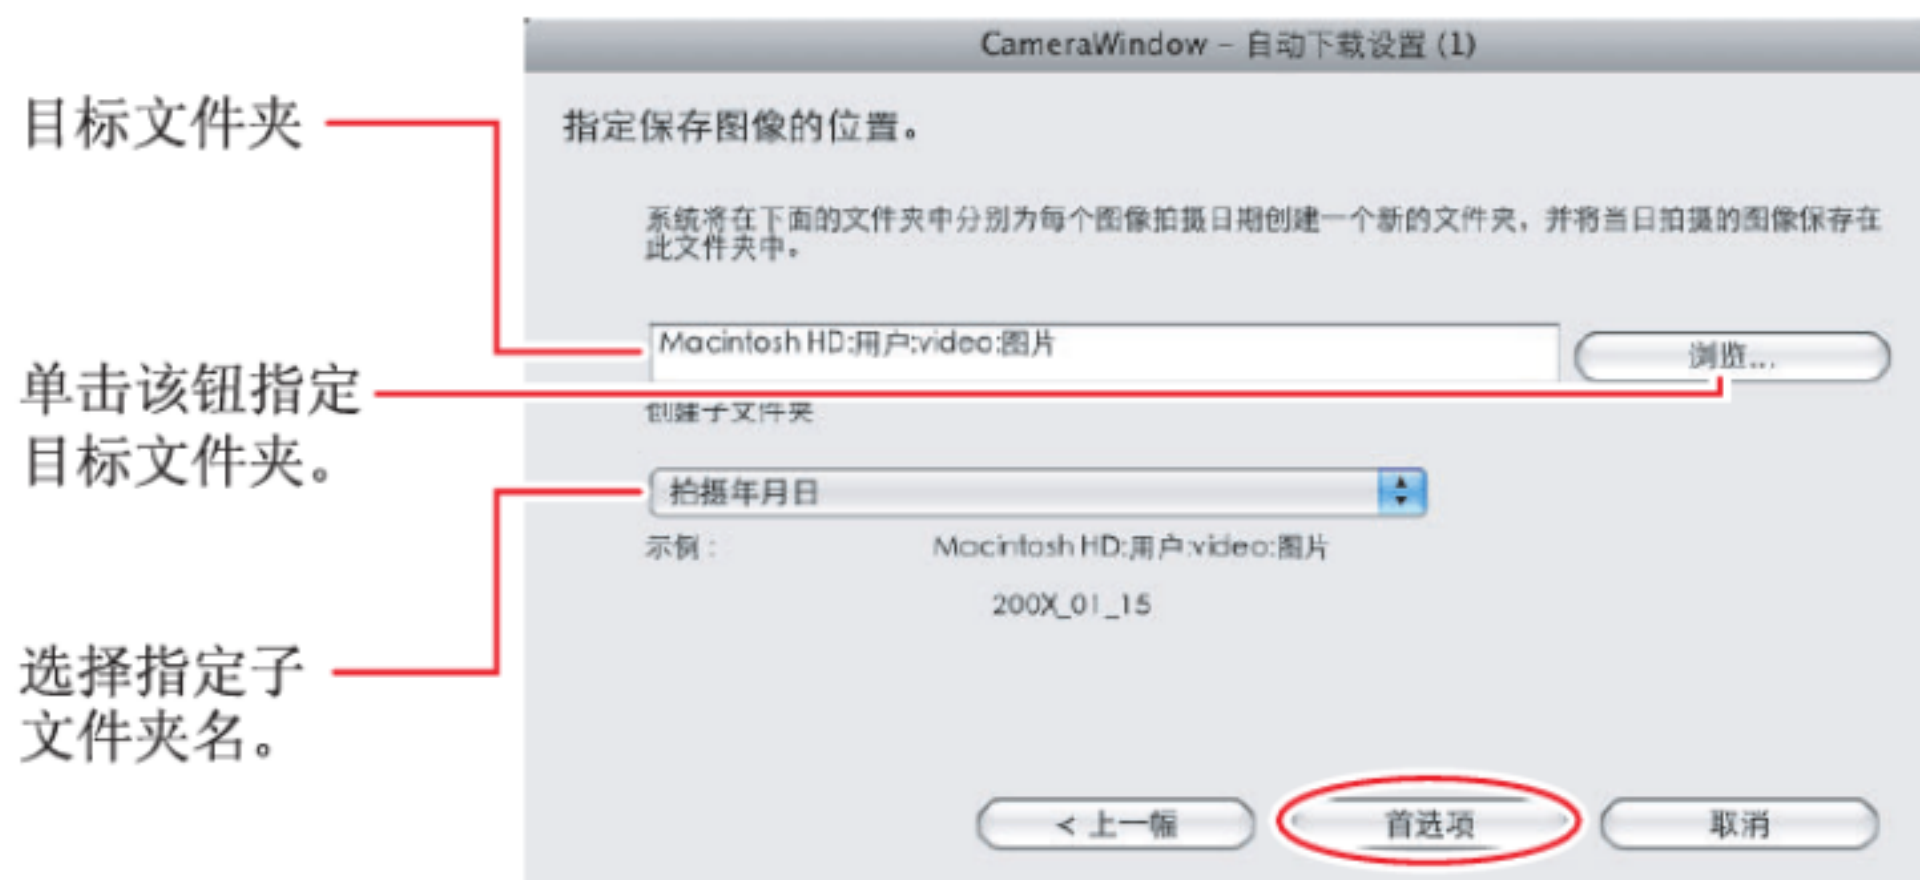 CameraWindow – 自动下载设置 (1)
目标文件夹
指定保存图像的位置。
系统将在下面的文件夹中分别为每个图像拍摄日期创建一个新的文件夹，并将当日拍摄的图像保存在
此文件夹中。
Macintosh HD:用户:video:图片
浏览...
单击该钮指定
目标文件夹。
创建子文件夹
拍摄年月日
示例：
Macintosh HD:用户:video:图片
200X_01_15
选择指定子
文件夹名。
< 上一幅
首选项
取消